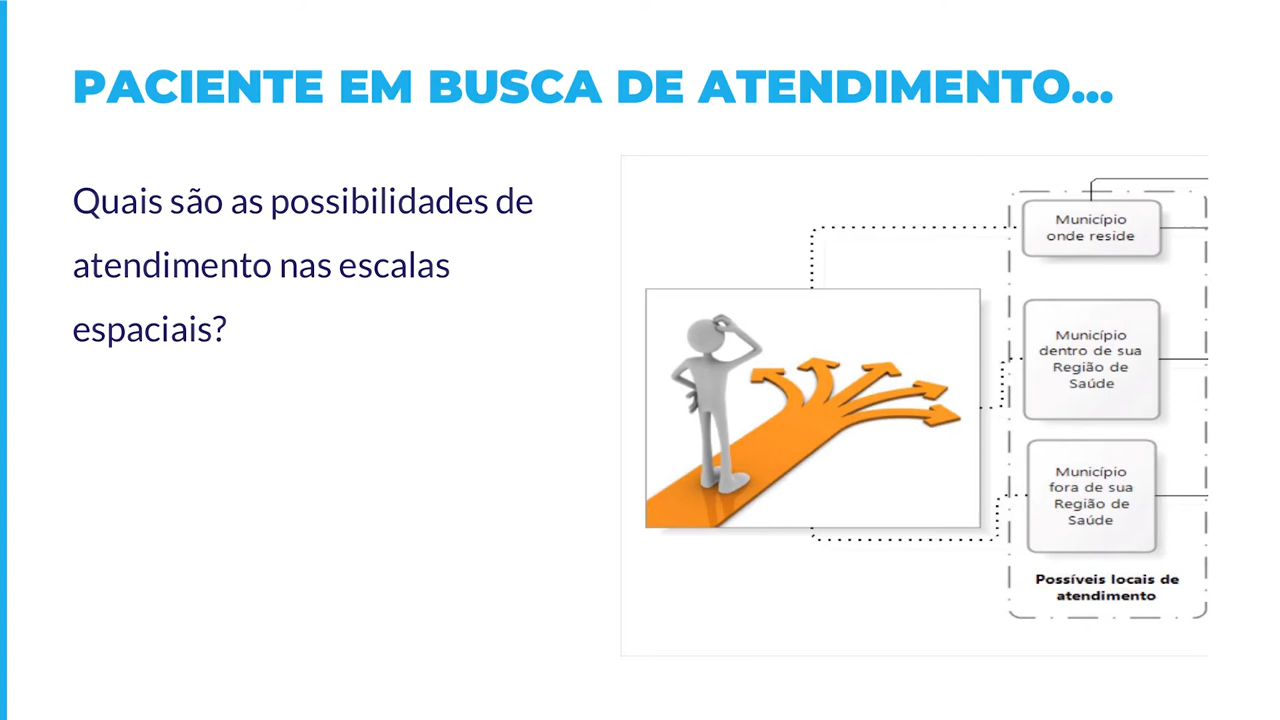 PACIENTE EM BUSCA DE ATENDIMENTO...
Quais são as possibilidades de
atendimento nas escalas
espaciais?
Município
onde reside
Município
dentro de sua
Região de
Saúde
Município
fora de sua
Região de
Saúde
Possíveis locais de
atendimento